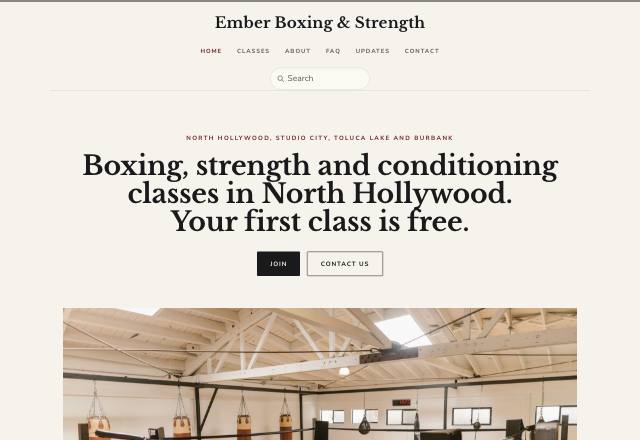 Ember Boxing & Strength
HOME CLASSES ABOUT FAQ UPDATES CONTACT
Search
NORTH HOLLYWOOD, STUDIO CITY, TOLUCA LAKE AND BURBANK
Boxing, strength and conditioning
classes in North Hollywood.
Your first class is free.
JOIN CONTACT US